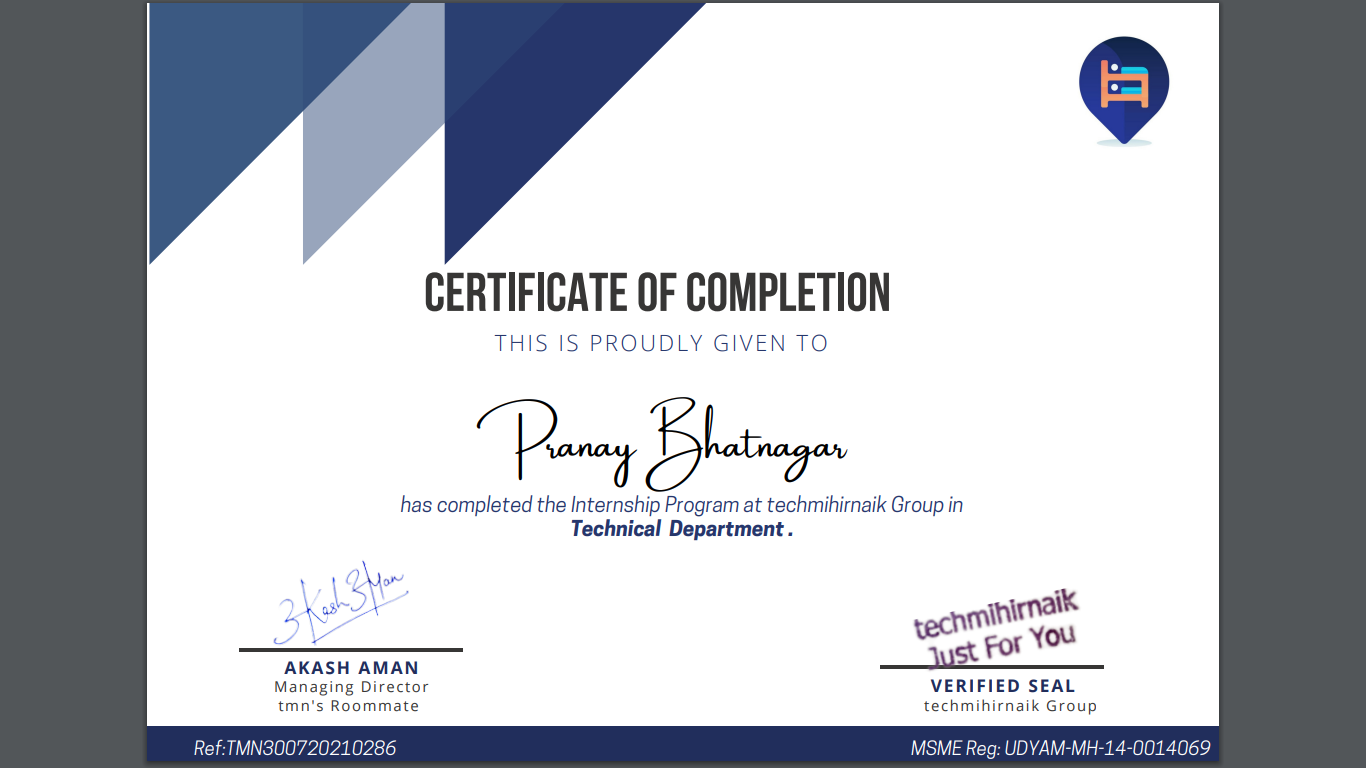 CERTIFICATE OF COMPLETION
THIS IS PROUDLY GIVEN TO
Pranay Bhatnagar
has completed the Internship Program at techmihirnaik Group in
Technical Department .
AKASH AMAN
Managing Director
tmn's Roommate
techmihirnaik
Just For You
VERIFIED SEAL
techmihirnaik Group
Ref:TMN300720210286
MSME Reg: UDYAM-MH-14-0014069